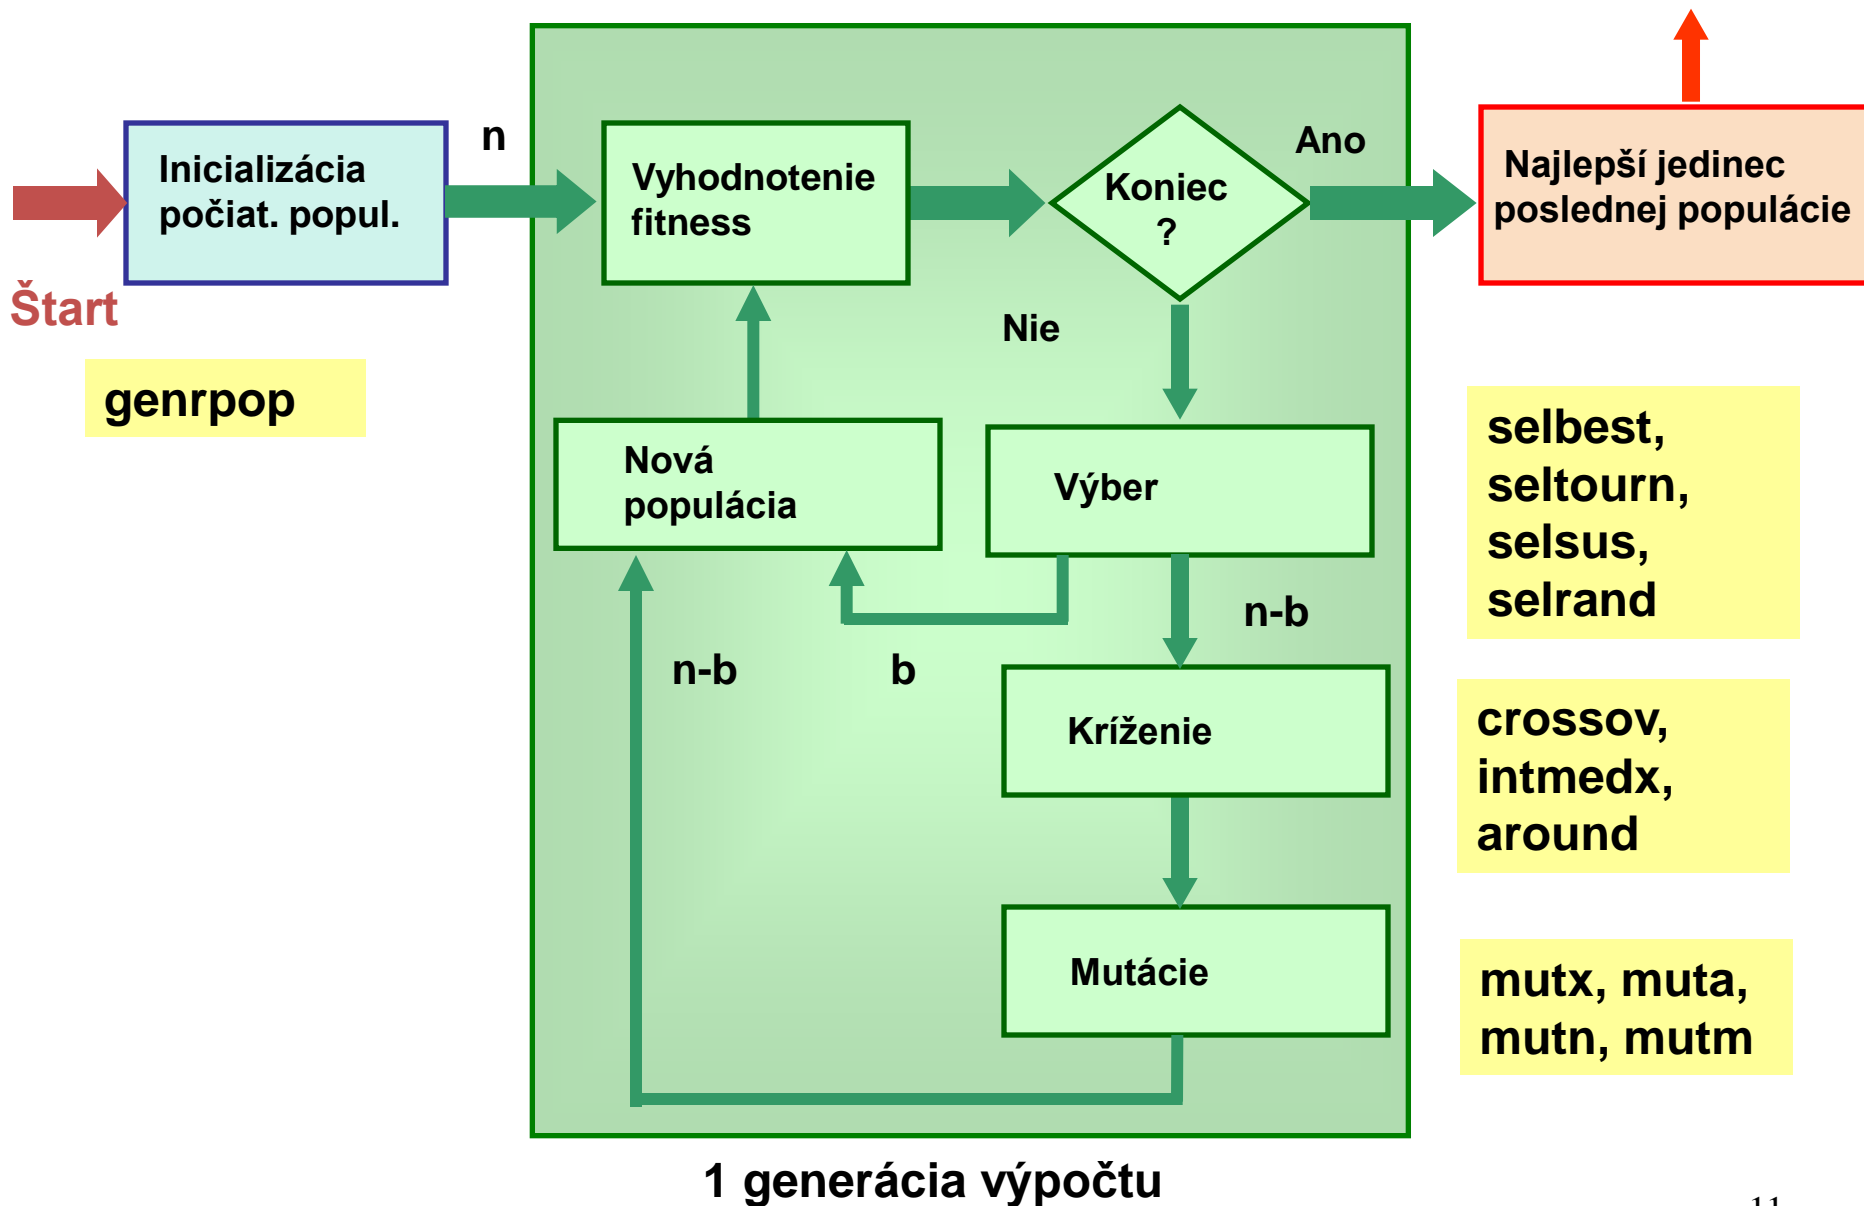 Štart
Inicializácia
počiat. popul.
genrpop
n
Vyhodnotenie
fitness
Koniec
?
Ano
Nie
Najlepší jedinec
poslednej populácie
Nová
populácia
Výber
n-b
b
n-b
Kríženie
Mutácie
selbest,
seltourn,
selsus,
selrand
crossov,
intmedx,
around
mutx, muta,
mutn, mutm
1 generácia výpočtu
11